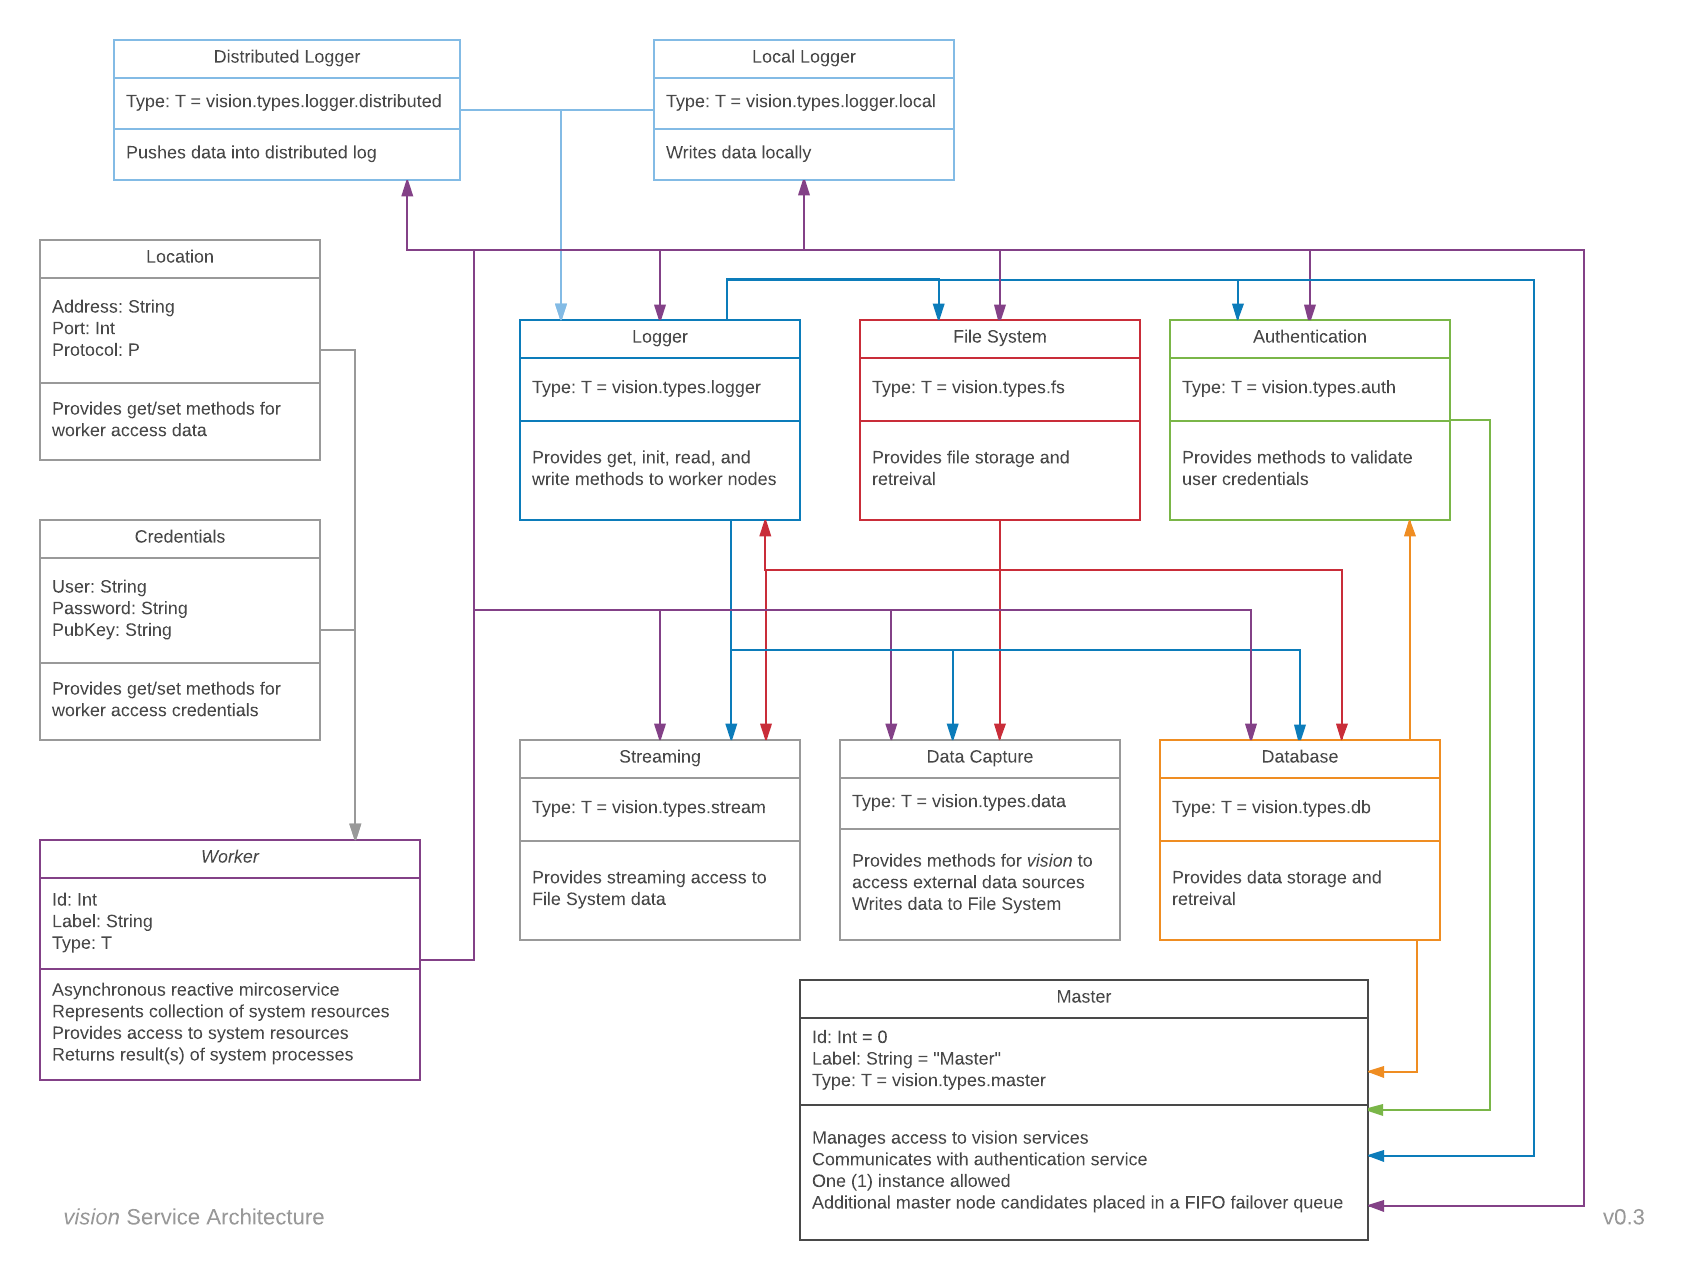 Distributed Logger
Type: T = vision.types.logger.distributed
Pushes data into distributed log
Local Logger
Type: T = vision.types.logger.local
Writes data locally
Location
Address: String
Port: Int
Protocol: P
Provides get/set methods for
worker access data
Logger
Type: T = vision.types.logger
Provides get, init, read, and
write methods to worker nodes
File System
Type: T = vision.types.fs
Provides file storage and
retreival
Authentication
Type: T = vision.types.auth
Provides methods to validate
user credentials
Credentials
User: String
Password: String
PubKey: String
Provides get/set methods for
worker access credentials
Streaming
Type: T = vision.types.stream
Provides streaming access to
File System data
Data Capture
Type: T = vision.types.data
Provides methods for vision to
access external data sources
Writes data to File System
Database
Type: T = vision.types.db
Provides data storage and
retreival
Worker
Id: Int
Label: String
Type: T
Asynchronous reactive mircoservice
Represents collection of system resources
Provides access to system resources
Returns result(s) of system processes
Master
Id: Int = 0
Label: String = "Master"
Type: T = vision.types.master
Manages access to vision services
Communicates with authentication service
One (1) instance allowed
Additional master node candidates placed in a FIFO failover queue
vision Service Architecture
v0.3